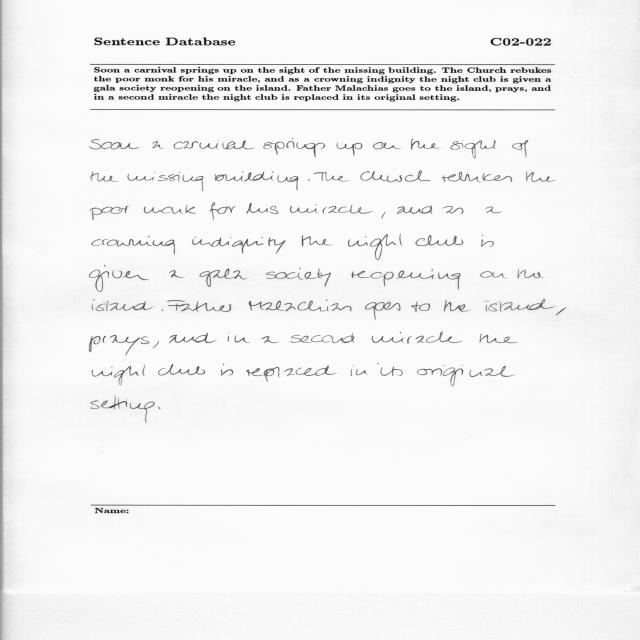 Sentence Database C02-022
Soon a carnival springs up on the sight of the missing building. The Church rebukes
the poor monk for his miracle, and as a crowning indignity the night club is given a
gala society reopening on the island. Father Malachias goes to the island, prays, and
in a second miracle the night club is replaced in its original setting.
Soon a carnival springs up on the sight of
the missing building. The Church rebukes the
poor monk for his miracle, and as a
crowning indignity the night club is
given a gala society reopening on the
island. Father Malachias goes to the island,
prays, and in a second miracle the
night club is replaced in its original
setting.
Name: